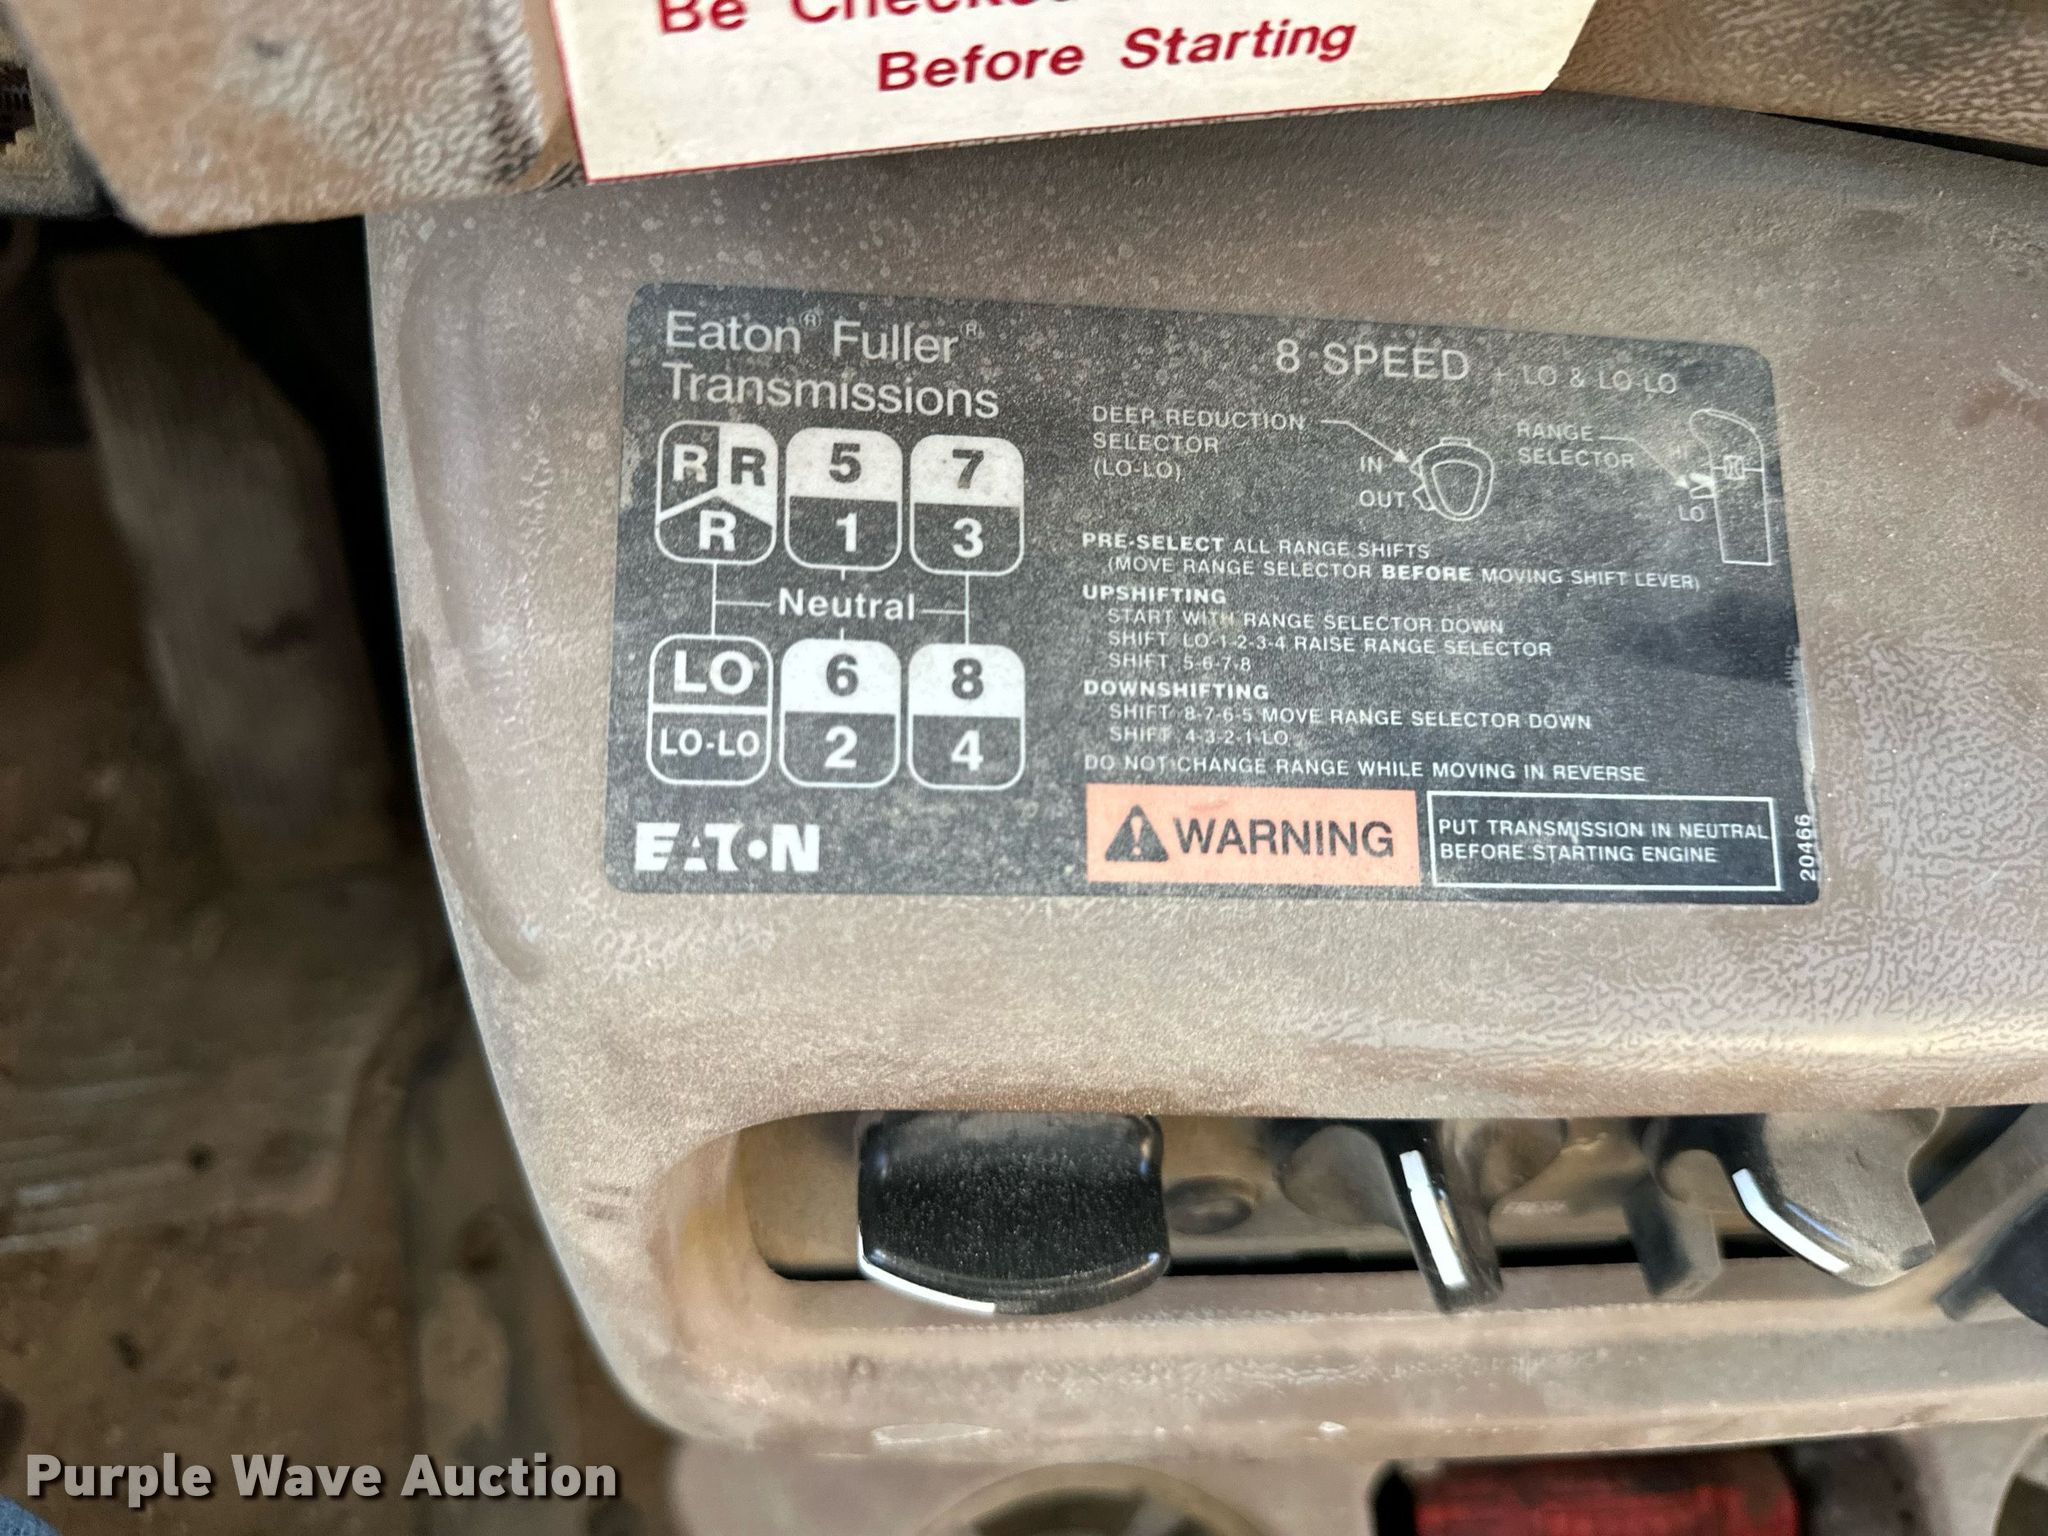 Be Checked
Before Starting
Eaton® Fuller®
Transmissions
8 SPEED + LO & LO-LO
R R 5 7
R 1 3
Neutral
LO 6 8
LO-LO 2 4
EATON
DEEP REDUCTION
SELECTOR
(LO-LO)
IN
OUT
RANGE
SELECTOR
HI
LO
PRE-SELECT ALL RANGE SHIFTS
(MOVE RANGE SELECTOR BEFORE MOVING SHIFT LEVER)
UPSHIFTING
START WITH RANGE SELECTOR DOWN
SHIFT LO-1-2-3-4 RAISE RANGE SELECTOR
SHIFT 5-6-7-8
DOWNSHIFTING
SHIFT 8-7-6-5 MOVE RANGE SELECTOR DOWN
SHIFT 4-3-2-1-LO
DO NOT CHANGE RANGE WHILE MOVING IN REVERSE
WARNING
PUT TRANSMISSION IN NEUTRAL
BEFORE STARTING ENGINE
20466
Purple Wave Auction